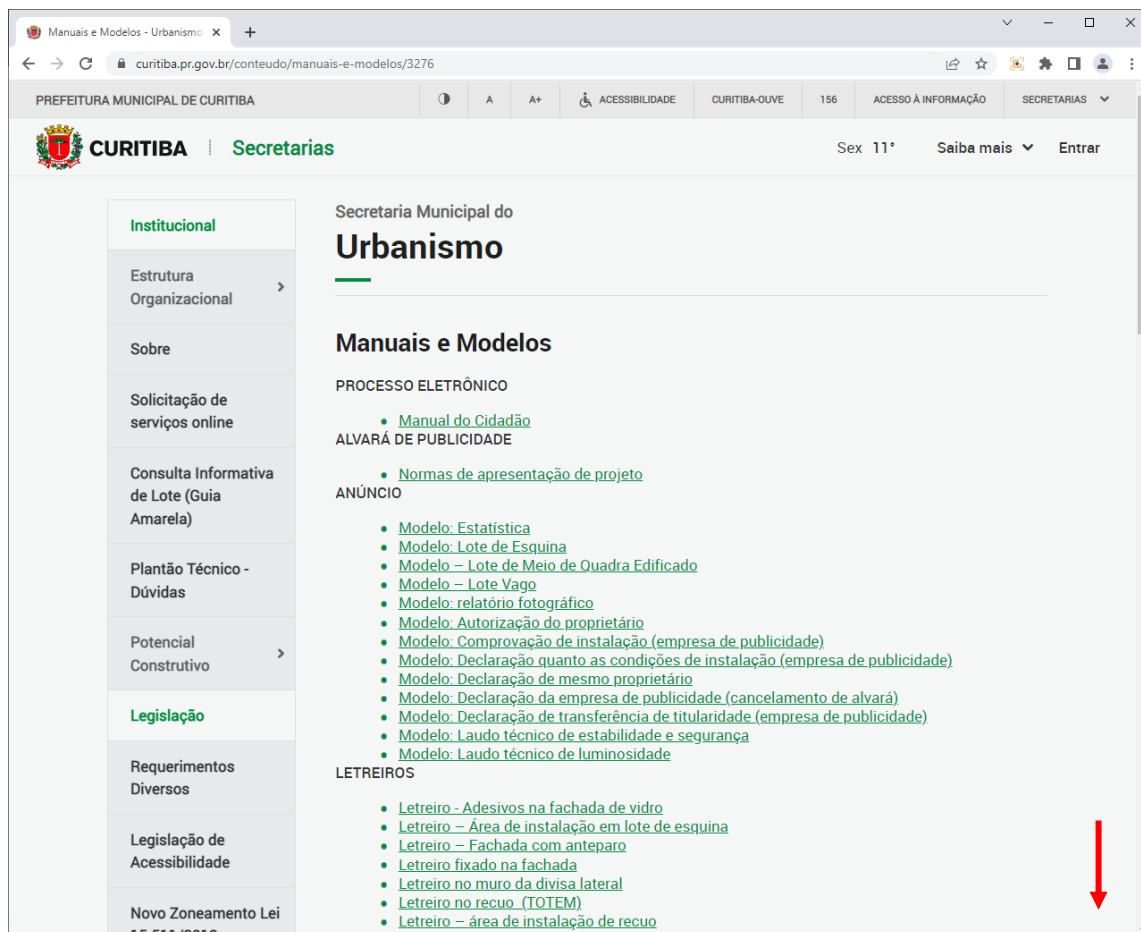 Manuais e Modelos - Urbanismo
curitiba.pr.gov.br/conteudo/manuais-e-modelos/3276
PREFEITURA MUNICIPAL DE CURITIBA
A
A+
ACESSIBILIDADE
CURITIBA-OUVE
156
ACESSO À INFORMAÇÃO
SECRETARIAS
CURITIBA
Secretarias
Sex 11°
Saiba mais
Entrar
Institucional
Estrutura
Organizacional
Sobre
Solicitação de
serviços online
Consulta Informativa
de Lote (Guia
Amarela)
Plantão Técnico -
Dúvidas
Potencial
Construtivo
Legislação
Requerimentos
Diversos
Legislação de
Acessibilidade
Novo Zoneamento Lei
Secretaria Municipal do
Urbanismo
Manuais e Modelos
PROCESSO ELETRÔNICO
• Manual do Cidadão
ALVARÁ DE PUBLICIDADE
• Normas de apresentação de projeto
ANÚNCIO
• Modelo: Estatística
• Modelo: Lote de Esquina
• Modelo – Lote de Meio de Quadra Edificado
• Modelo – Lote Vago
• Modelo: relatório fotográfico
• Modelo: Autorização do proprietário
• Modelo: Comprovação de instalação (empresa de publicidade)
• Modelo: Declaração quanto as condições de instalação (empresa de publicidade)
• Modelo: Declaração de mesmo proprietário
• Modelo: Declaração da empresa de publicidade (cancelamento de alvará)
• Modelo: Declaração de transferência de titularidade (empresa de publicidade)
• Modelo: Laudo técnico de estabilidade e segurança
• Modelo: Laudo técnico de luminosidade
LETREIROS
• Letreiro - Adesivos na fachada de vidro
• Letreiro – Área de instalação em lote de esquina
• Letreiro – Fachada com anteparo
• Letreiro fixado na fachada
• Letreiro no muro da divisa lateral
• Letreiro no recuo (TOTEM)
• Letreiro – área de instalação de recuo